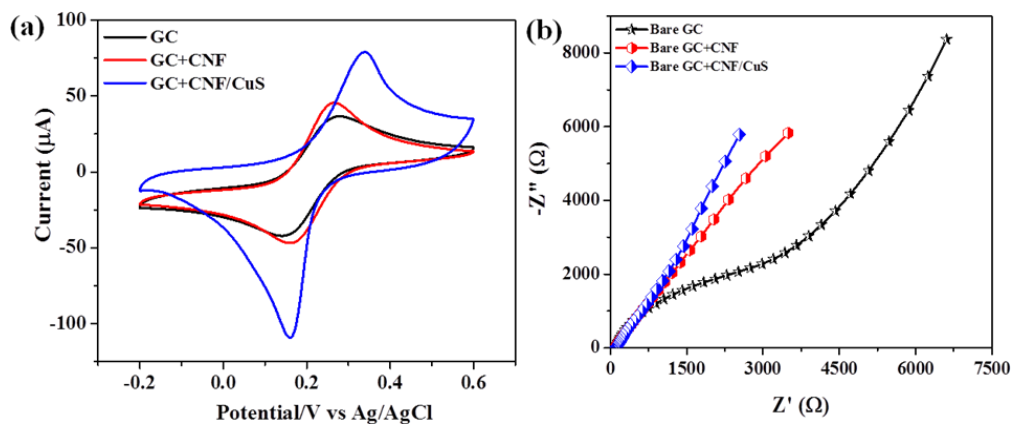 (a)
GC
GC+CNF
GC+CNF/CuS
100
50
0
-50
-100
Current (µA)
-0.2
0.0
0.2
0.4
0.6
Potential/V vs Ag/AgCl
(b)
Bare GC
Bare GC+CNF
Bare GC+CNF/CuS
8000
6000
4000
2000
0
-Z'' (Ω)
0
1500
3000
4500
6000
7500
Z' (Ω)